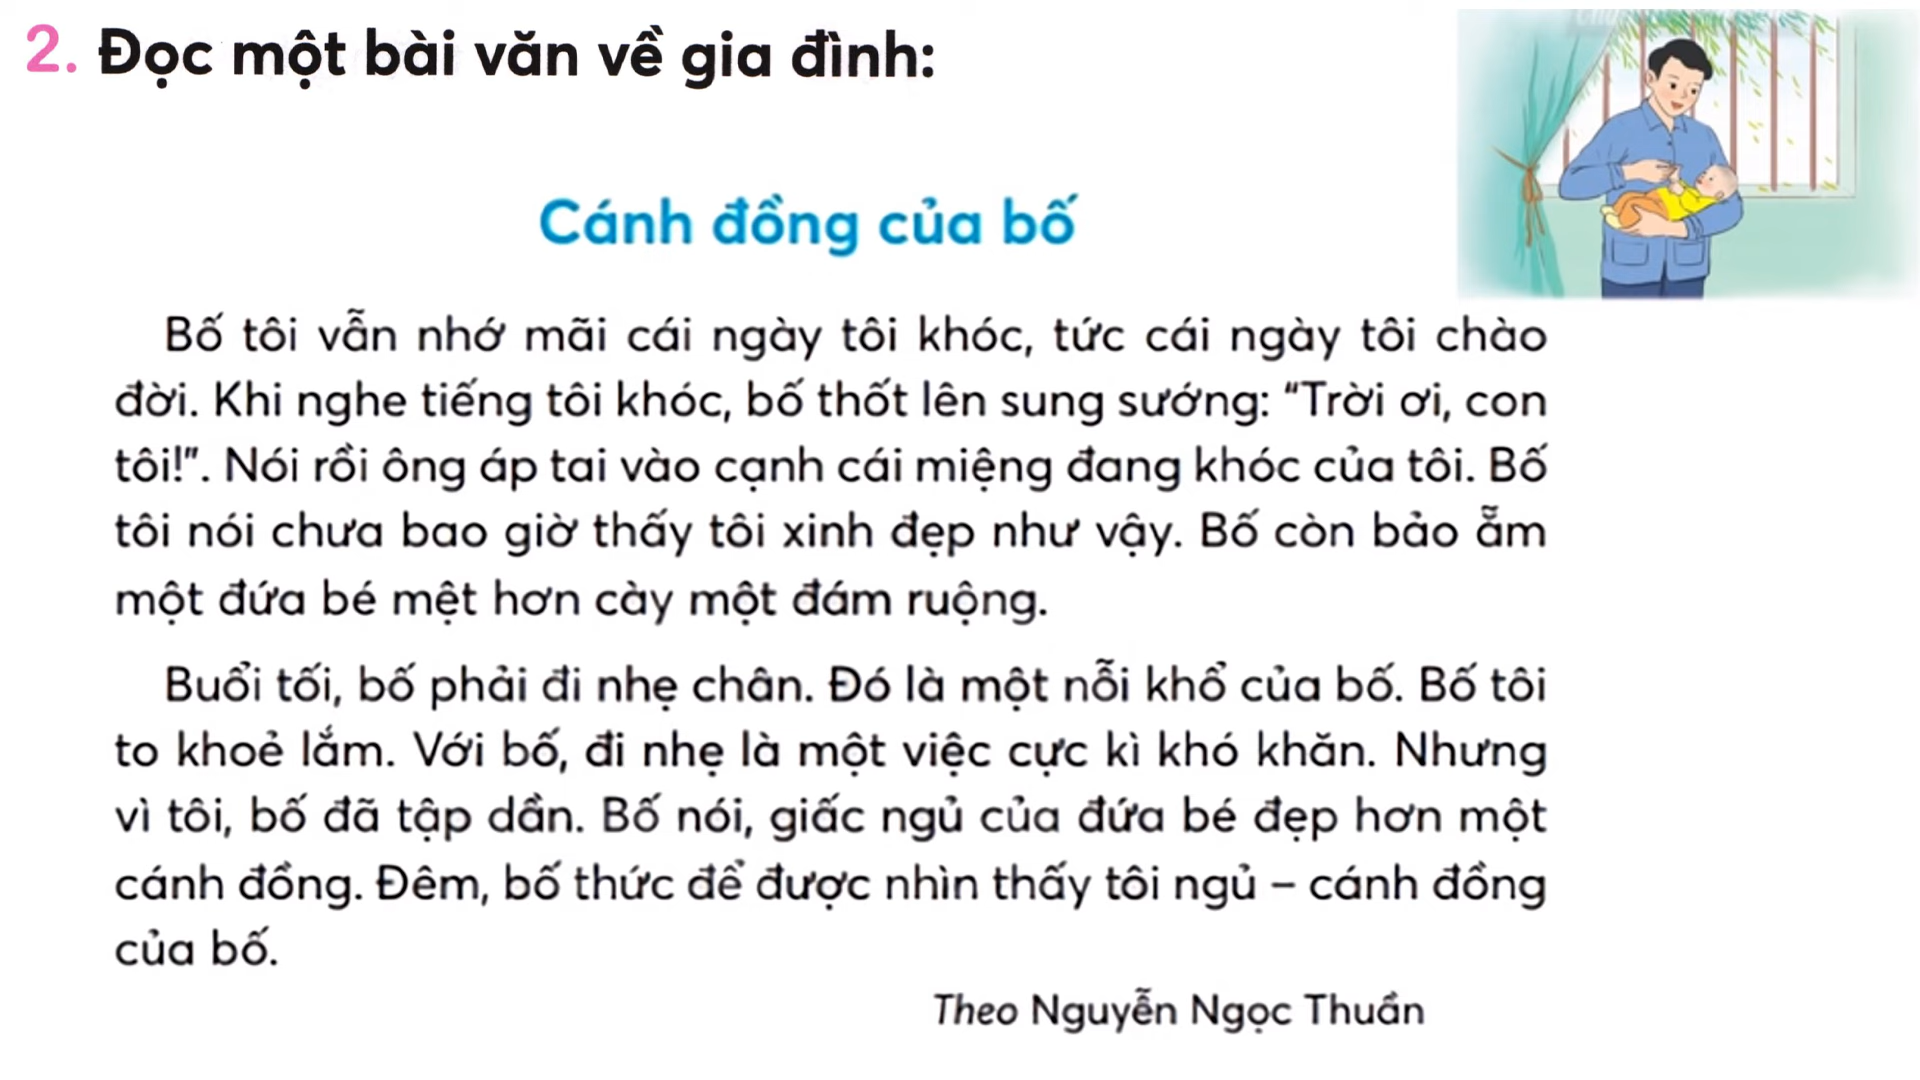 2. Đọc một bài văn về gia đình:
Cánh đồng của bố
Bố tôi vẫn nhớ mãi cái ngày tôi khóc, tức cái ngày tôi chào
đời. Khi nghe tiếng tôi khóc, bố thốt lên sung sướng: “Trời ơi, con
tôi!”. Nói rồi ông áp tai vào cạnh cái miệng đang khóc của tôi. Bố
tôi nói chưa bao giờ thấy tôi xinh đẹp như vậy. Bố còn bảo ẵm
một đứa bé mệt hơn cày một đám ruộng.
Buổi tối, bố phải đi nhẹ chân. Đó là một nỗi khổ của bố. Bố tôi
to khoẻ lắm. Với bố, đi nhẹ là một việc cực kì khó khăn. Nhưng
vì tôi, bố đã tập dần. Bố nói, giấc ngủ của đứa bé đẹp hơn một
cánh đồng. Đêm, bố thức để được nhìn thấy tôi ngủ – cánh đồng
của bố.
Theo Nguyễn Ngọc Thuần